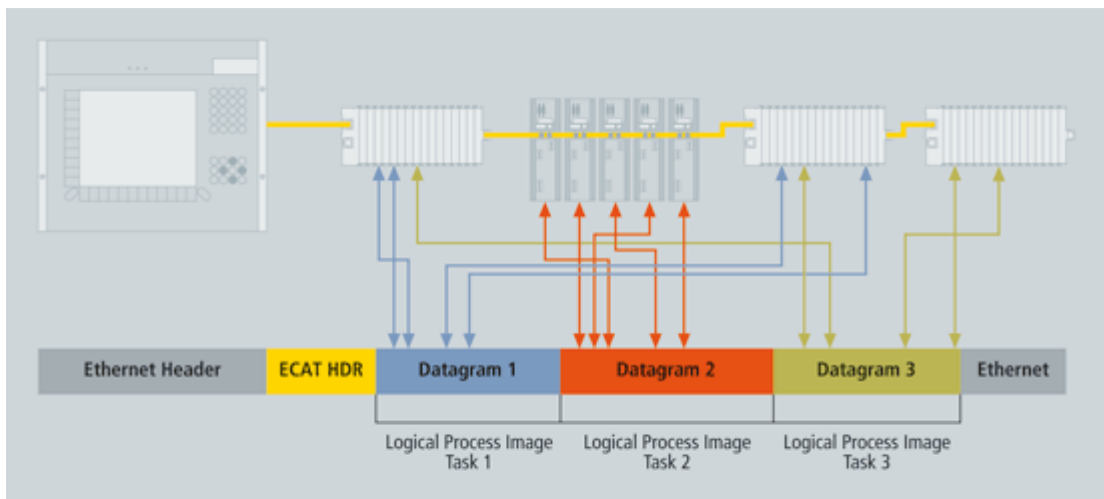 Ethernet Header
ECAT HDR
Datagram 1
Datagram 2
Datagram 3
Ethernet
Logical Process Image
Task 1
Logical Process Image
Task 2
Logical Process Image
Task 3